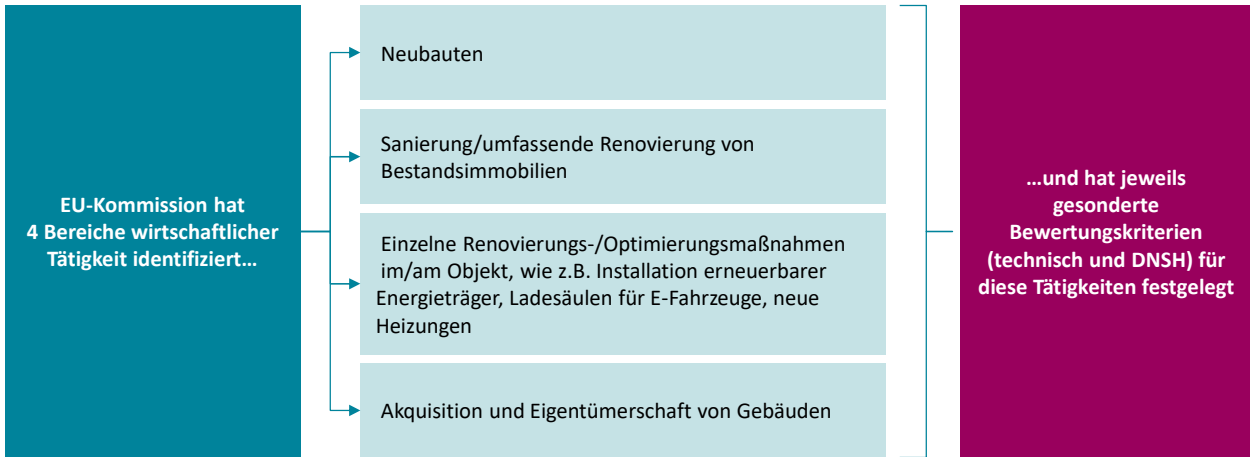 EU-Kommission hat
4 Bereiche wirtschaftlicher
Tätigkeit identifiziert…
Neubauten
Sanierung/umfassende Renovierung von
Bestandsimmobilien
Einzelne Renovierungs-/Optimierungsmaßnahmen
im/am Objekt, wie z.B. Installation erneuerbarer
Energieträger, Ladesäulen für E-Fahrzeuge, neue
Heizungen
Akquisition und Eigentümerschaft von Gebäuden
…und hat jeweils
gesonderte
Bewertungskriterien
(technisch und DNSH) für
diese Tätigkeiten festgelegt